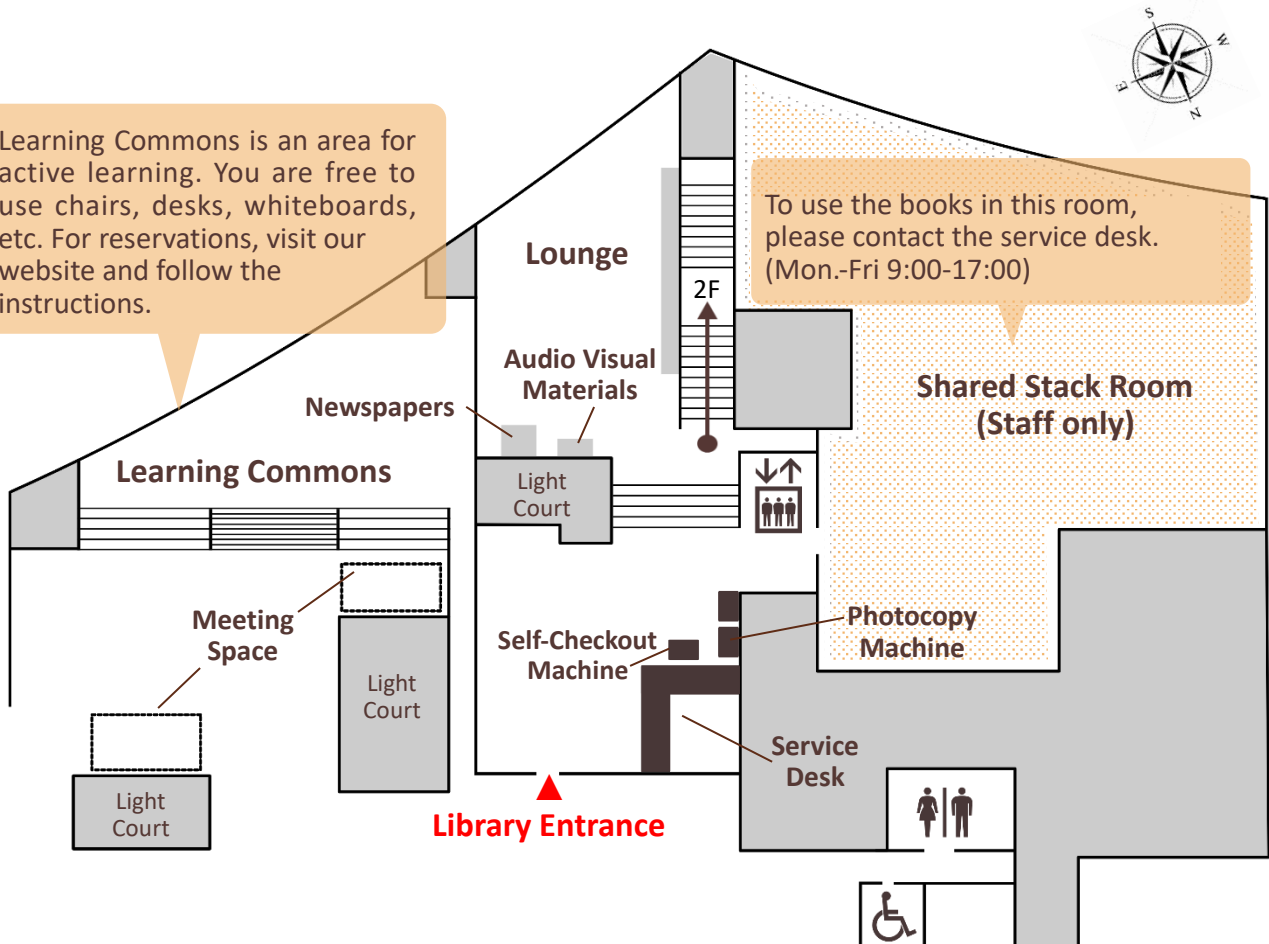 S
W
E
N
Learning Commons is an area for
active learning. You are free to
use chairs, desks, whiteboards,
etc. For reservations, visit our
website and follow the
instructions.
To use the books in this room,
please contact the service desk.
(Mon.-Fri 9:00-17:00)
Lounge
2F
Audio Visual
Materials
Newspapers
Shared Stack Room
(Staff only)
Learning Commons
Light
Court
Meeting
Space
Self-Checkout
Machine
Photocopy
Machine
Light
Court
Service
Desk
Light
Court
Library Entrance